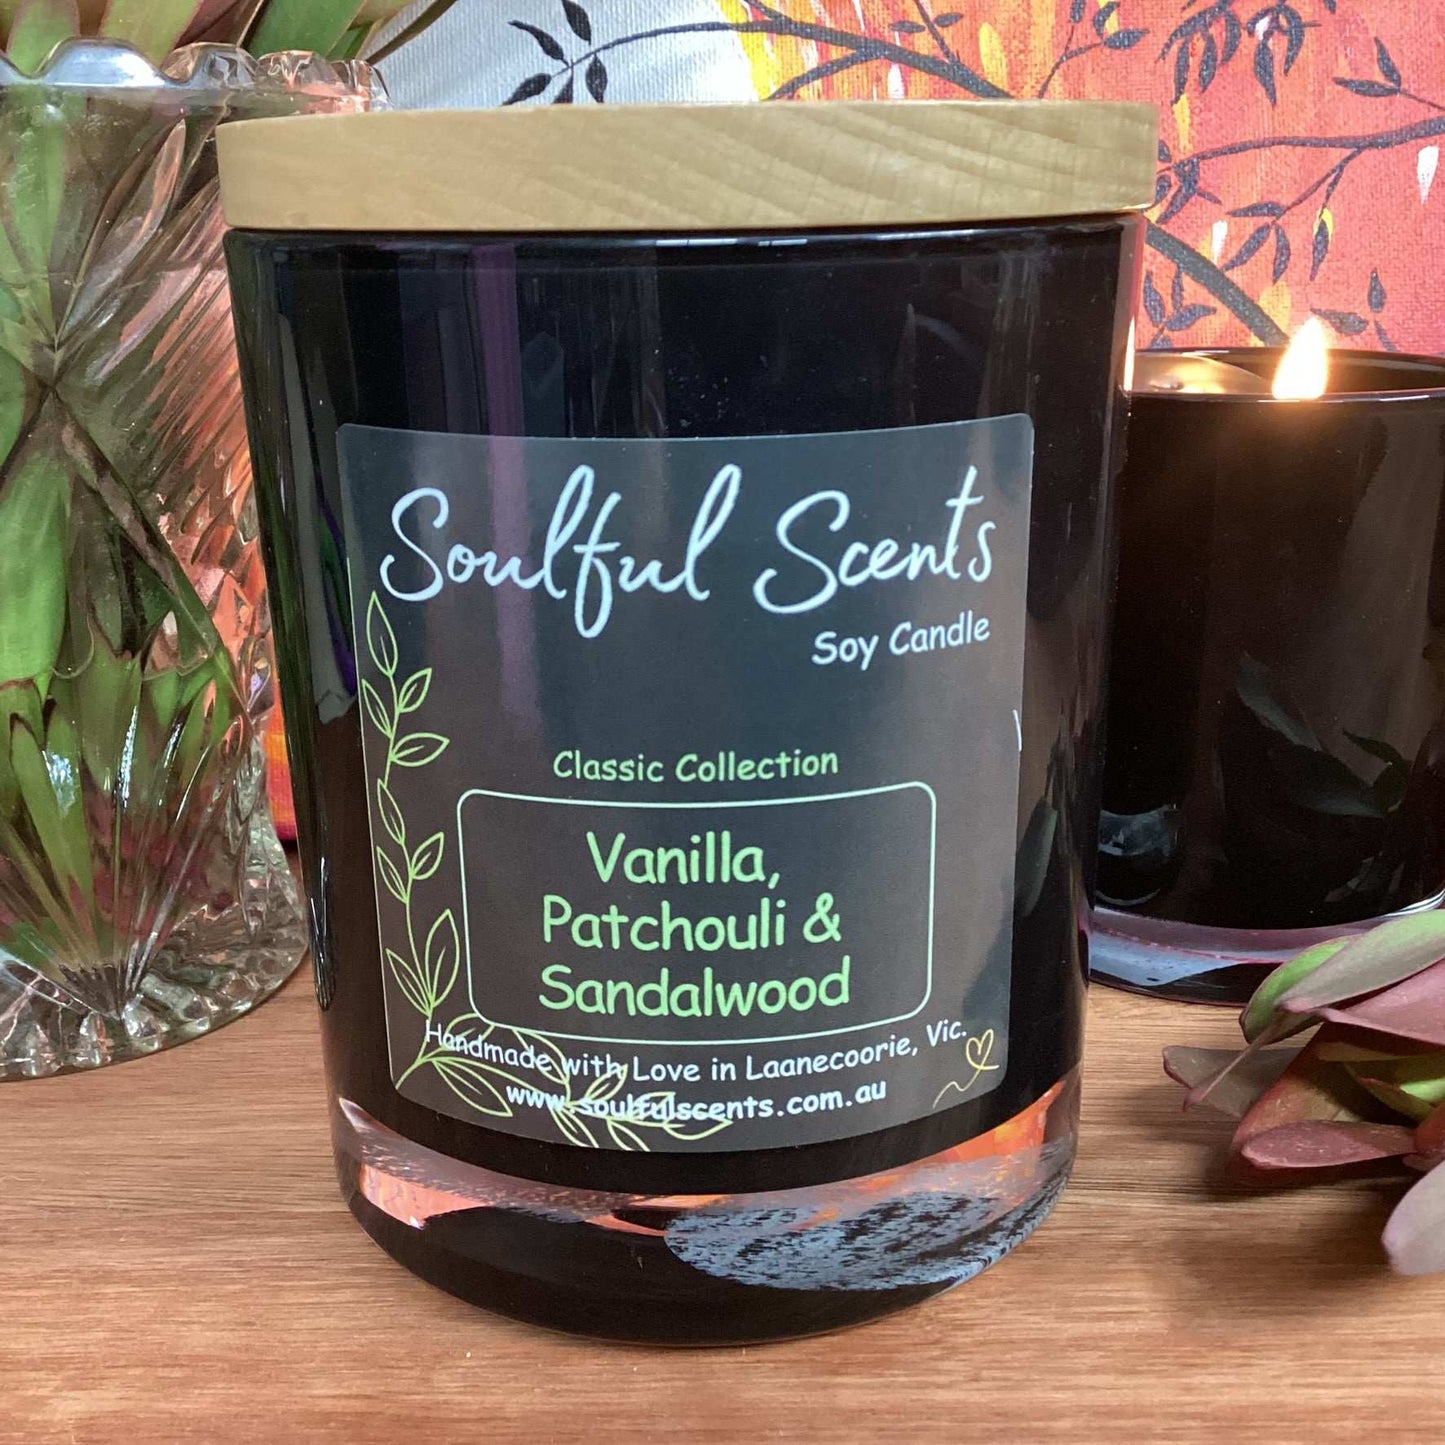 Soulful Scents
Soy Candle
Classic Collection
Vanilla,
Patchouli &
Sandalwood
Handmade with Love in Laanecoorie, Vic.
www.soulfulscents.com.au